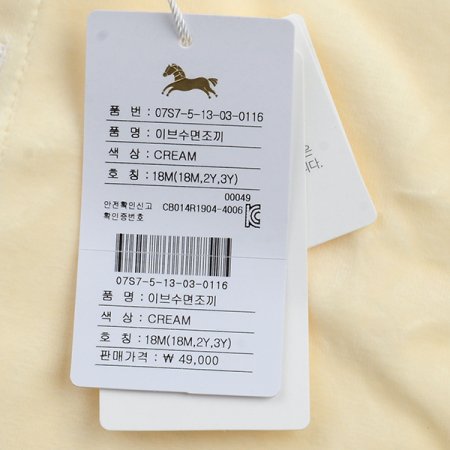 품 번 : 07S7-5-13-03-0116
품 명 : 이브수면조끼
색 상 : CREAM
호 칭 : 18M(18M,2Y,3Y)
00049
안전확인신고
확인증번호 CB014R1904-4006
07S7-5-13-03-0116
품 명 : 이브수면조끼
색 상 : CREAM
호 칭 : 18M(18M,2Y,3Y)
판매가격 : ₩ 49,000
은
다.